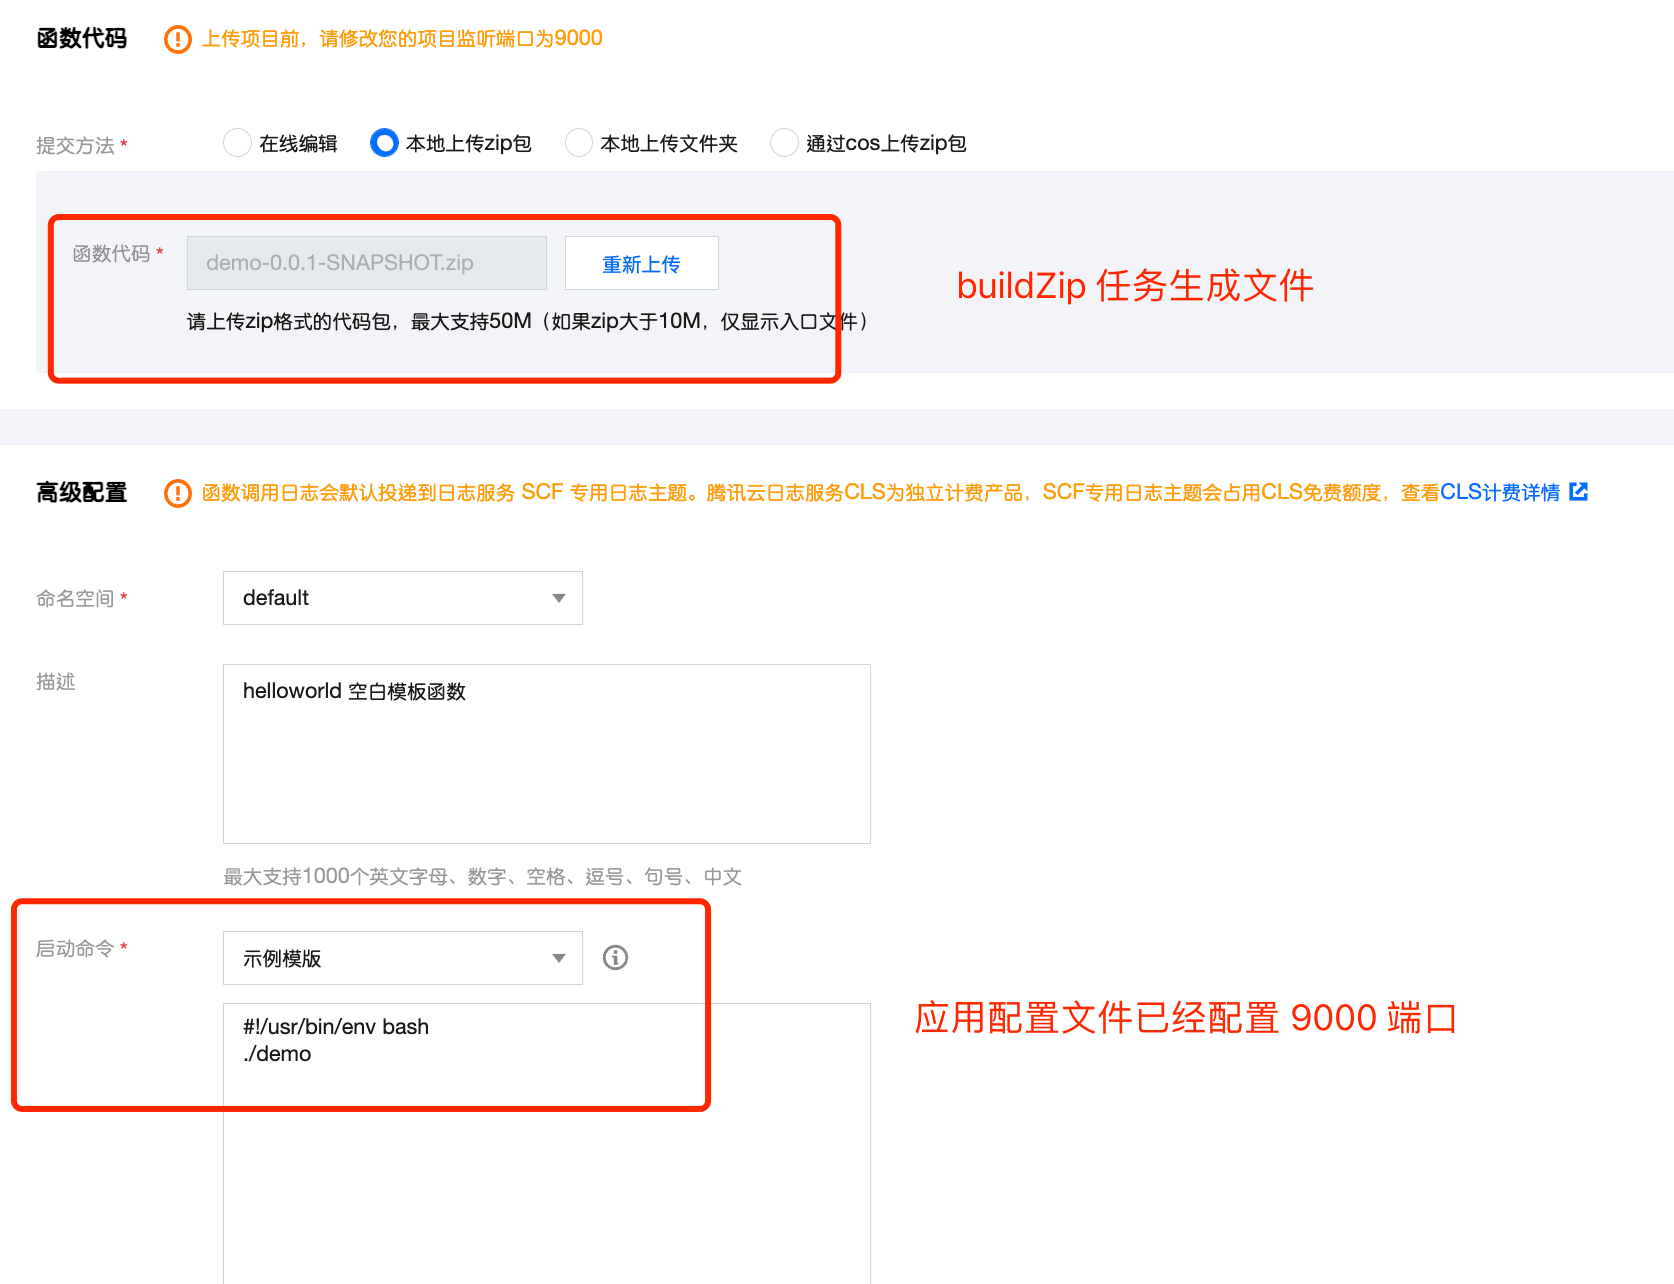 函数代码 上传项目前，请修改您的项目监听端口为9000
提交方法 * 在线编辑 本地上传zip包 本地上传文件夹 通过cos上传zip包
函数代码 * demo-0.0.1-SNAPSHOT.zip 重新上传
buildZip 任务生成文件
请上传zip格式的代码包，最大支持50M（如果zip大于10M，仅显示入口文件）
高级配置 函数调用日志会默认投递到日志服务 SCF 专用日志主题。腾讯云日志服务CLS为独立计费产品，SCF专用日志主题会占用CLS免费额度，查看CLS计费详情
命名空间 * default
描述 helloworld 空白模板函数
最大支持1000个英文字母、数字、空格、逗号、句号、中文
启动命令 * 示例模版
应用配置文件已经配置 9000 端口
#!/usr/bin/env bash
./demo